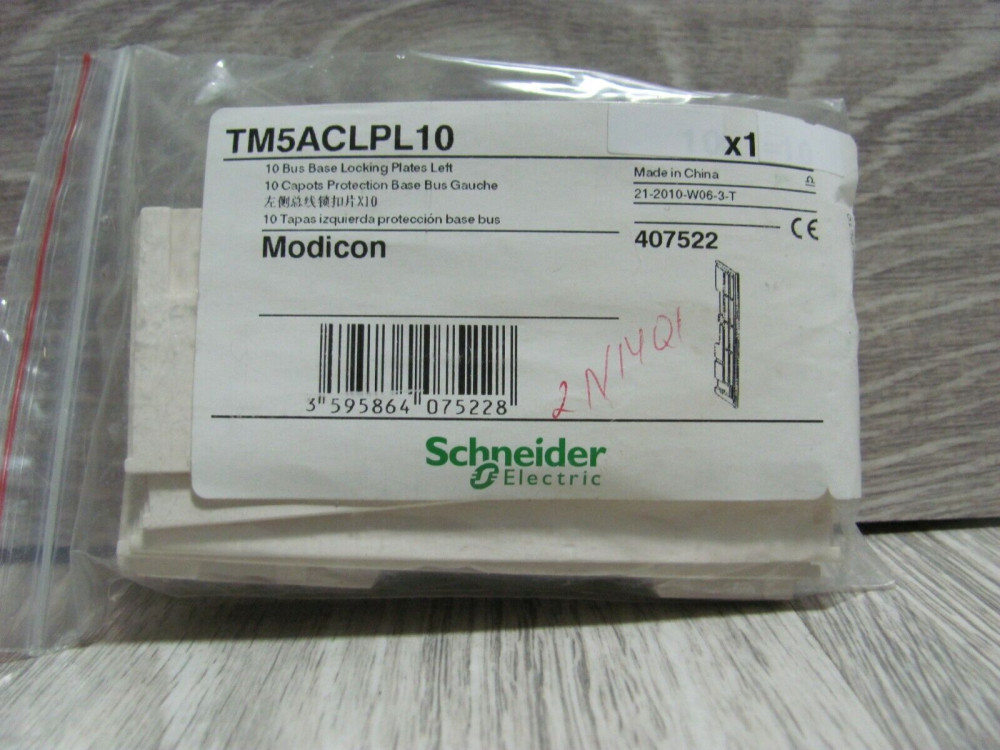 TM5ACLPL10
x1
10 Bus Base Locking Plates Left
10 Capots Protection Base Bus Gauche
左侧总线锁扣片X10
10 Tapas izquierda protección base bus
Modicon
Made in China
21-2010-W06-3-T
CE
407522
3 595864 075228
2N14Q1
Schneider
Electric